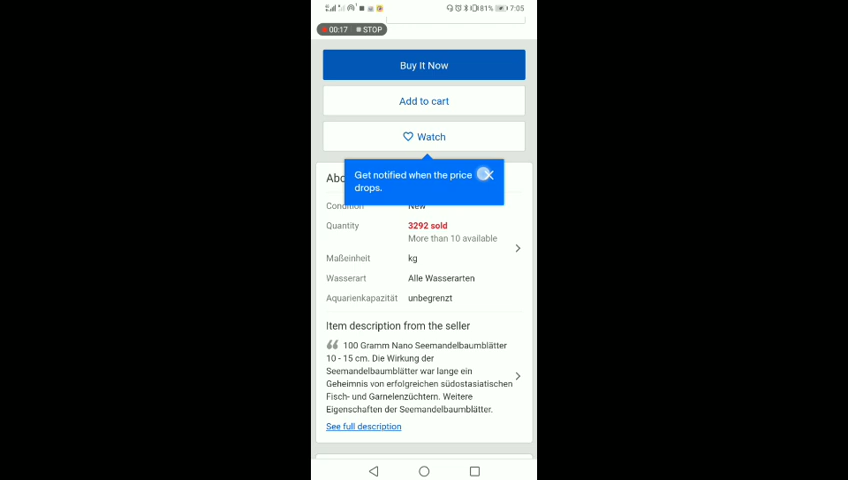 81% 7:05
00:17 STOP
Buy It Now
Add to cart
Watch
Get notified when the price
drops.
Abo
Condition New
Quantity 3292 sold
More than 10 available
Maßeinheit kg
Wasserart Alle Wasserarten
Aquarienkapazität unbegrenzt
Item description from the seller
100 Gramm Nano Seemandelbaumblätter
10 - 15 cm. Die Wirkung der
Seemandelbaumblätter war lange ein
Geheimnis von erfolgreichen südostasiatischen
Fisch- und Garnelenzüchtern. Weitere
Eigenschaften der Seemandelbaumblätter.
See full description